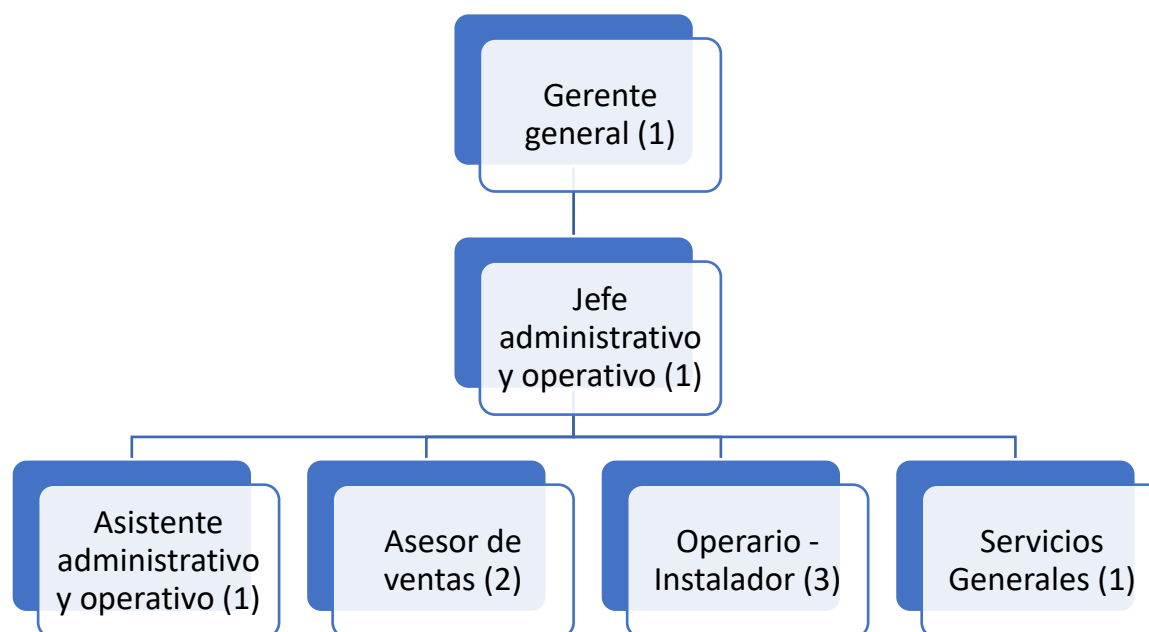 Gerente
general (1)
Jefe
administrativo
y operativo (1)
Asistente
administrativo
y operativo (1)
Asesor de
ventas (2)
Operario -
Instalador (3)
Servicios
Generales (1)